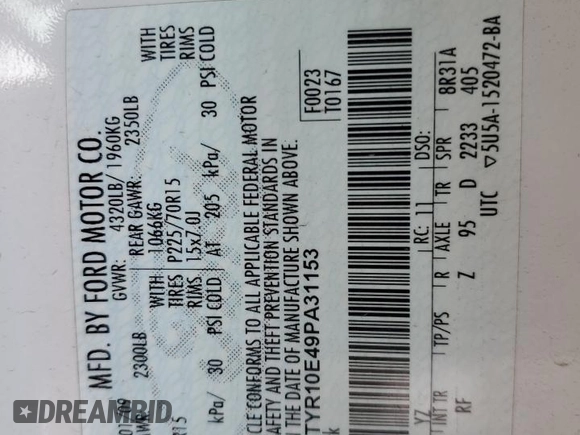 MFD. BY FORD MOTOR CO.
GVWR: 4320LB/ 1960KG
2300LB REAR GAWR: 2350LB
WITH 1066KG WITH
TIRES P225/70R15 TIRES
RIMS 15x7.0J RIMS
kPa/ 30 PSI COLD AT 205 kPa/ 30 PSI COLD
CLE CONFORMS TO ALL APPLICABLE FEDERAL MOTOR
AFETY AND THEFT PREVENTION STANDARDS IN
THE DATE OF MANUFACTURE SHOWN ABOVE.
F0023
T0167
TYR10E49PA31153
RC: 11 DSO:
YZ
INT TR TP/PS R AXLE TR SPR 8R31A
RF Z 95 D 2233 405
UTC ▽5U5A-1520472-BA
DREAMBID